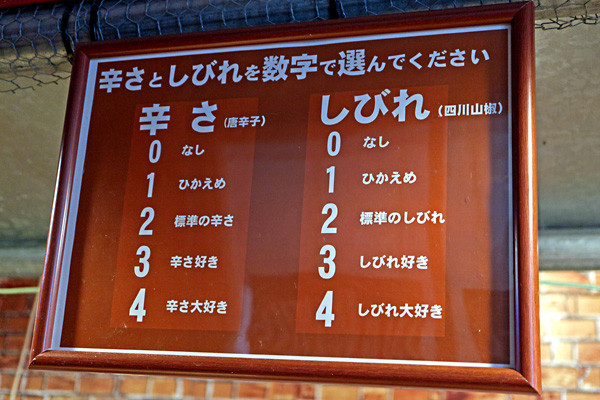 辛さとしびれを数字で選んでください
辛さ(唐辛子)
0 なし
1 ひかえめ
2 標準の辛さ
3 辛さ好き
4 辛さ大好き
しびれ(四川山椒)
0 なし
1 ひかえめ
2 標準のしびれ
3 しびれ好き
4 しびれ大好き